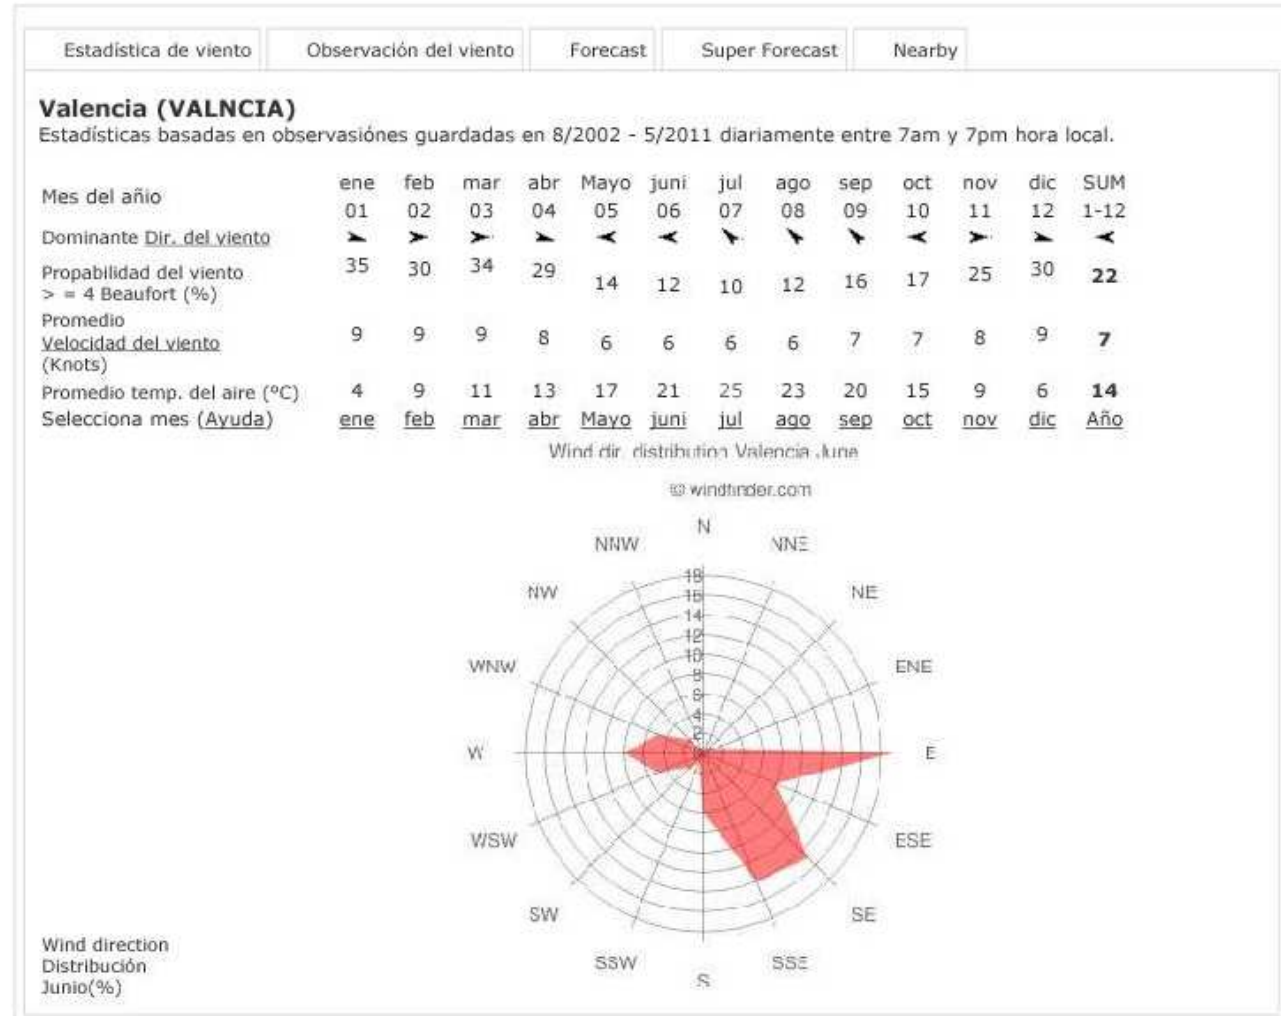 Estadística de viento Observación del viento Forecast Super Forecast Nearby
Valencia (VALNCIA)
Estadísticas basadas en observasiónes guardadas en 8/2002 - 5/2011 diariamente entre 7am y 7pm hora local.
Mes del añio ene feb mar abr Mayo juni jul ago sep oct nov dic SUM
01 02 03 04 05 06 07 08 09 10 11 12 1-12
Dominante Dir. del viento
Propabilidad del viento
> = 4 Beaufort (%) 35 30 34 29 14 12 10 12 16 17 25 30 22
Promedio
Velocidad del viento 9 9 9 8 6 6 6 6 7 7 8 9 7
(Knots)
Promedio temp. del aire (ºC) 4 9 11 13 17 21 25 23 20 15 9 6 14
Selecciona mes (Ayuda) ene feb mar abr Mayo juni jul ago sep oct nov dic Año
Wind dir. distribution Valencia June
© windfinder.com
N
NNW NNE
NW NE
18
16
14
12
10
8
6
4
2
WNW ENE
W E
WSW ESE
SW SE
SSW SSE
S
Wind direction
Distribución
Junio(%)